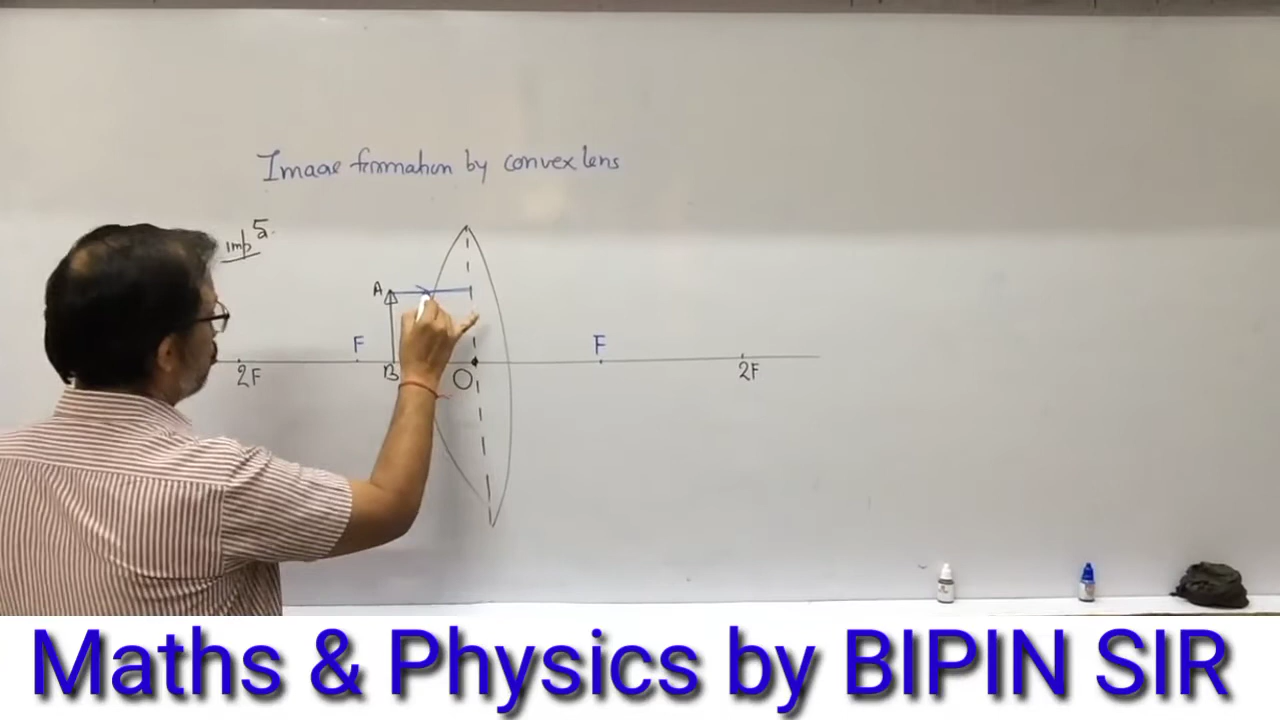 Image formation by convex lens
imp 5.
A
F
F
2F
B
O
2F
Maths & Physics by BIPIN SIR